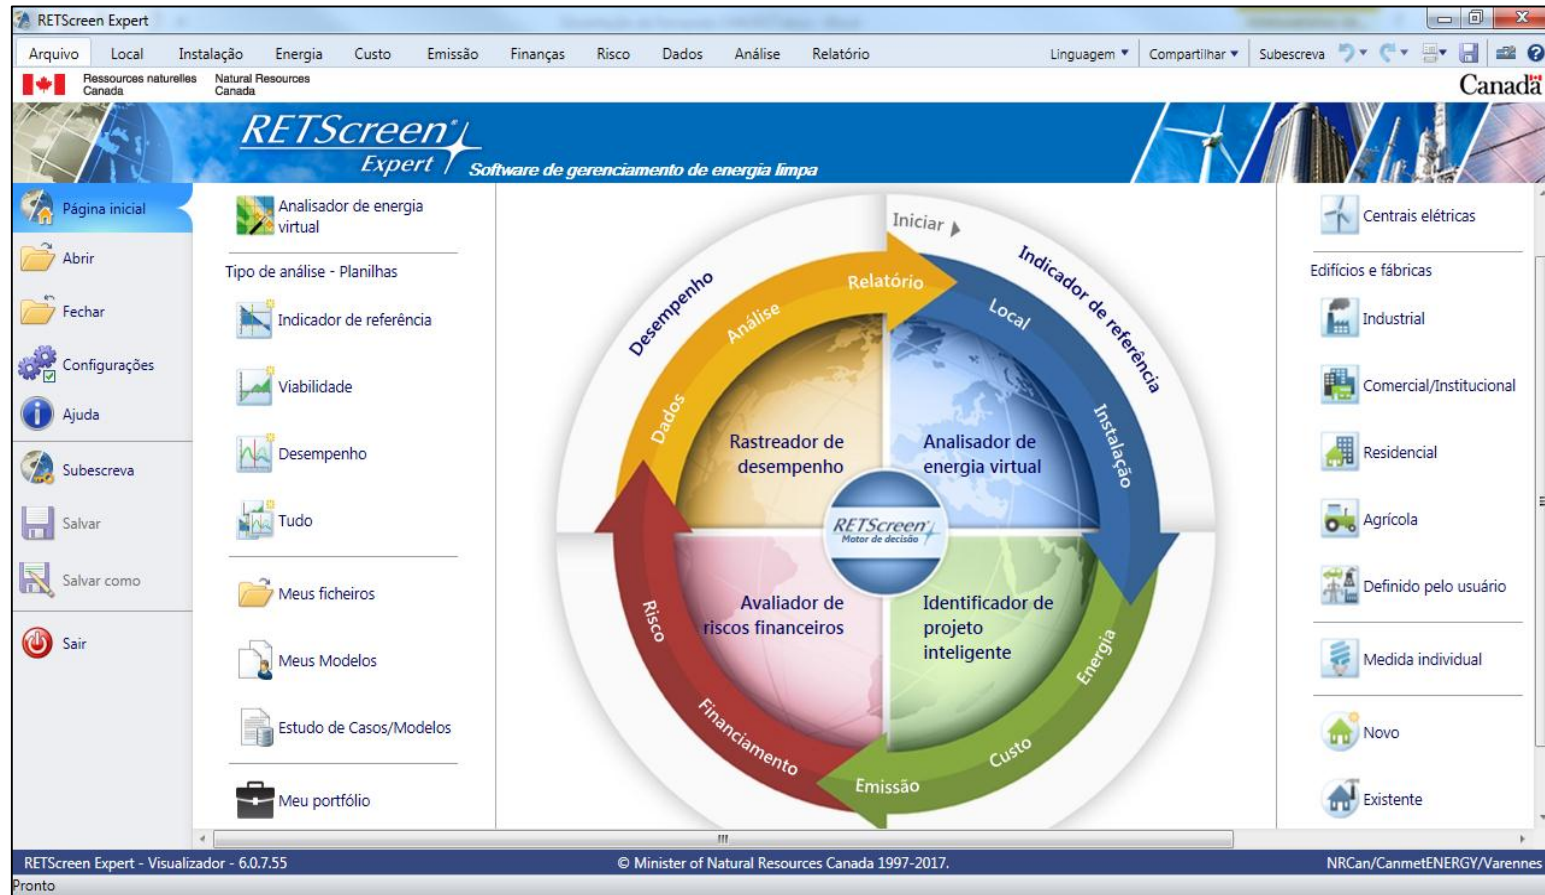 RETScreen Expert
Arquivo Local Instalação Energia Custo Emissão Finanças Risco Dados Análise Relatório Linguagem Compartilhar Subescreva
Ressources naturelles Canada
Natural Resources Canada
Canada
RETScreen®
Expert
Software de gerenciamento de energia limpa
Página inicial
Abrir
Fechar
Configurações
Ajuda
Subescreva
Salvar
Salvar como
Sair
Analisador de energia
virtual
Tipo de análise - Planilhas
Indicador de referência
Viabilidade
Desempenho
Tudo
Meus ficheiros
Meus Modelos
Estudo de Casos/Modelos
Meu portfólio
Iniciar
Desempenho
Indicador de referência
Relatório
Análise
Dados
Local
Instalação
Rastreador de
desempenho
Analisador de
energia virtual
RETScreen®
Motor de decisão
Avaliador de
riscos financeiros
Identificador de
projeto
inteligente
Risco
Financiamento
Energia
Custo
Emissão
Centrais elétricas
Edifícios e fábricas
Industrial
Comercial/Institucional
Residencial
Agrícola
Definido pelo usuário
Medida individual
Novo
Existente
RETScreen Expert - Visualizador - 6.0.7.55
© Minister of Natural Resources Canada 1997-2017.
NRCan/CanmetENERGY/Varennes
Pronto